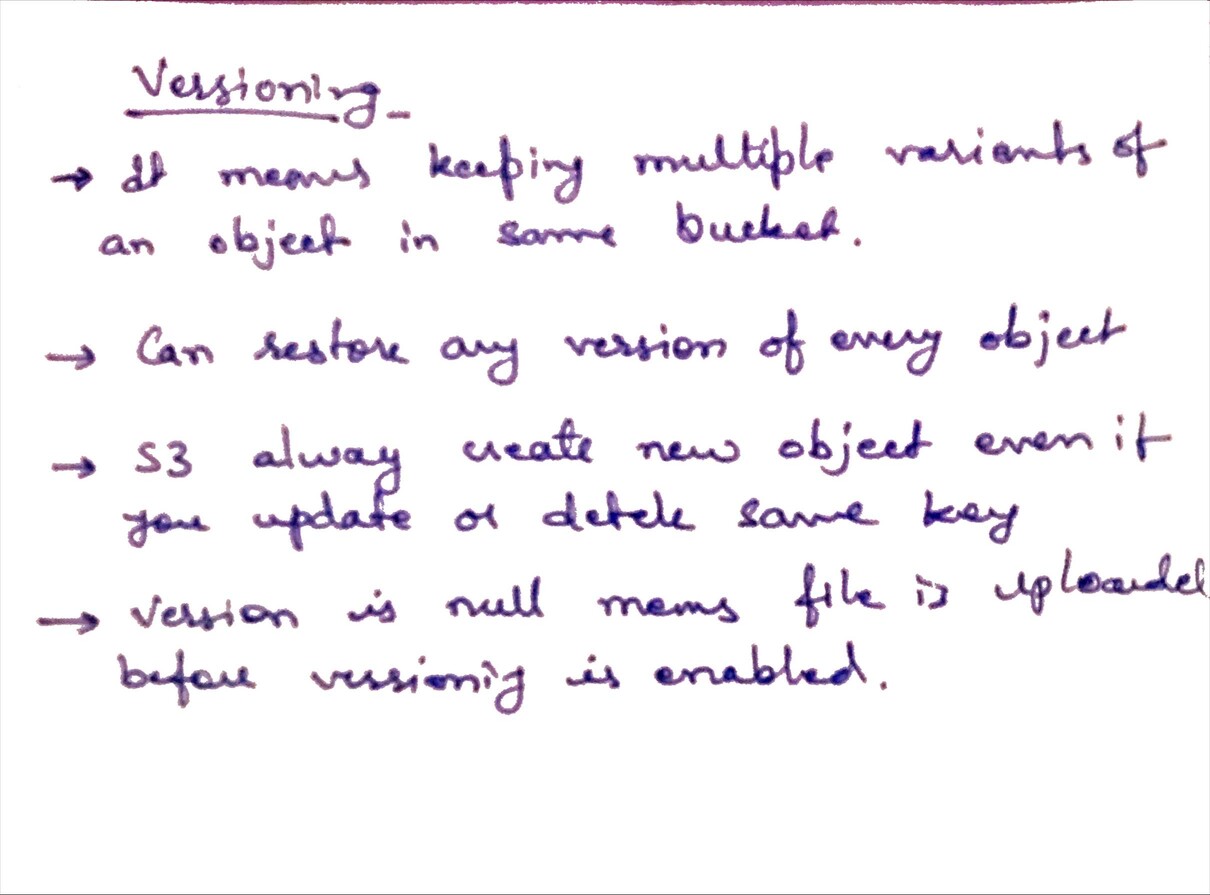 Versioning -
→ It means keeping multiple variants of
an object in same bucket.
→ Can restore any version of every object
→ S3 alway create new object even if
you update or delete same key
→ Version is null means file is uploaded
before versionig is enabled.